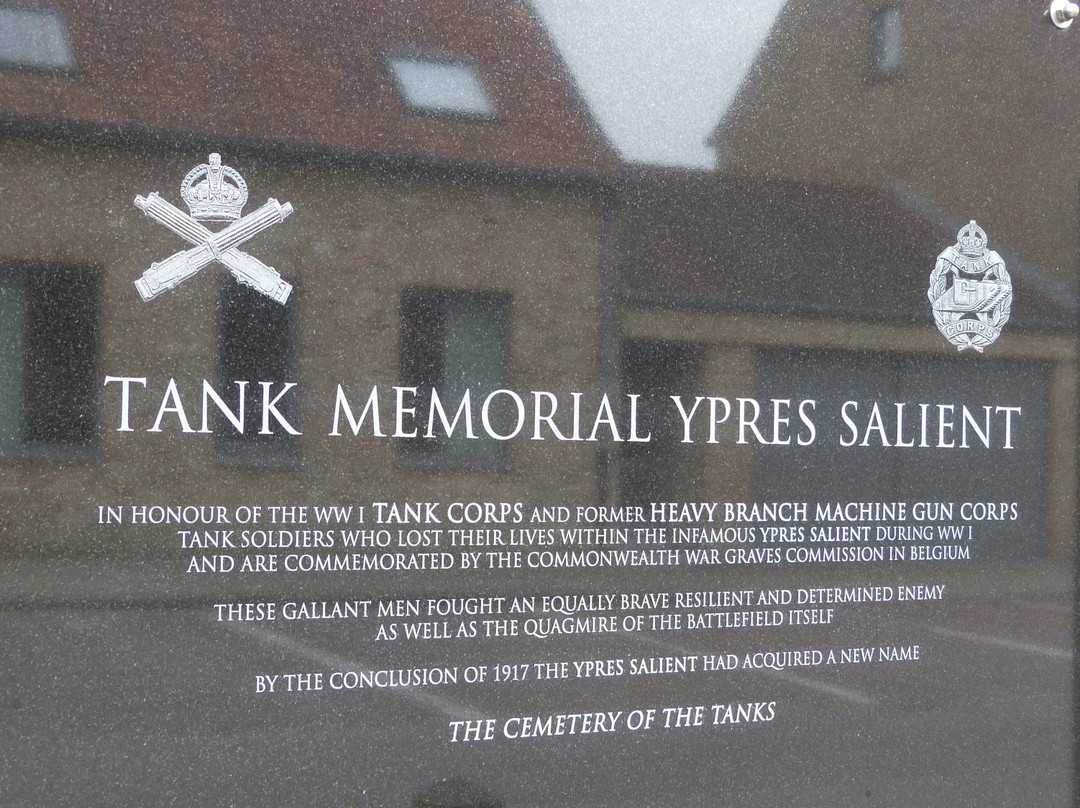 TANK
CORPS
TANK MEMORIAL YPRES SALIENT
IN HONOUR OF THE WW I TANK CORPS AND FORMER HEAVY BRANCH MACHINE GUN CORPS
TANK SOLDIERS WHO LOST THEIR LIVES WITHIN THE INFAMOUS YPRES SALIENT DURING WW I
AND ARE COMMEMORATED BY THE COMMONWEALTH WAR GRAVES COMMISSION IN BELGIUM
THESE GALLANT MEN FOUGHT AN EQUALLY BRAVE RESILIENT AND DETERMINED ENEMY
AS WELL AS THE QUAGMIRE OF THE BATTLEFIELD ITSELF
BY THE CONCLUSION OF 1917 THE YPRES SALIENT HAD ACQUIRED A NEW NAME
THE CEMETERY OF THE TANKS